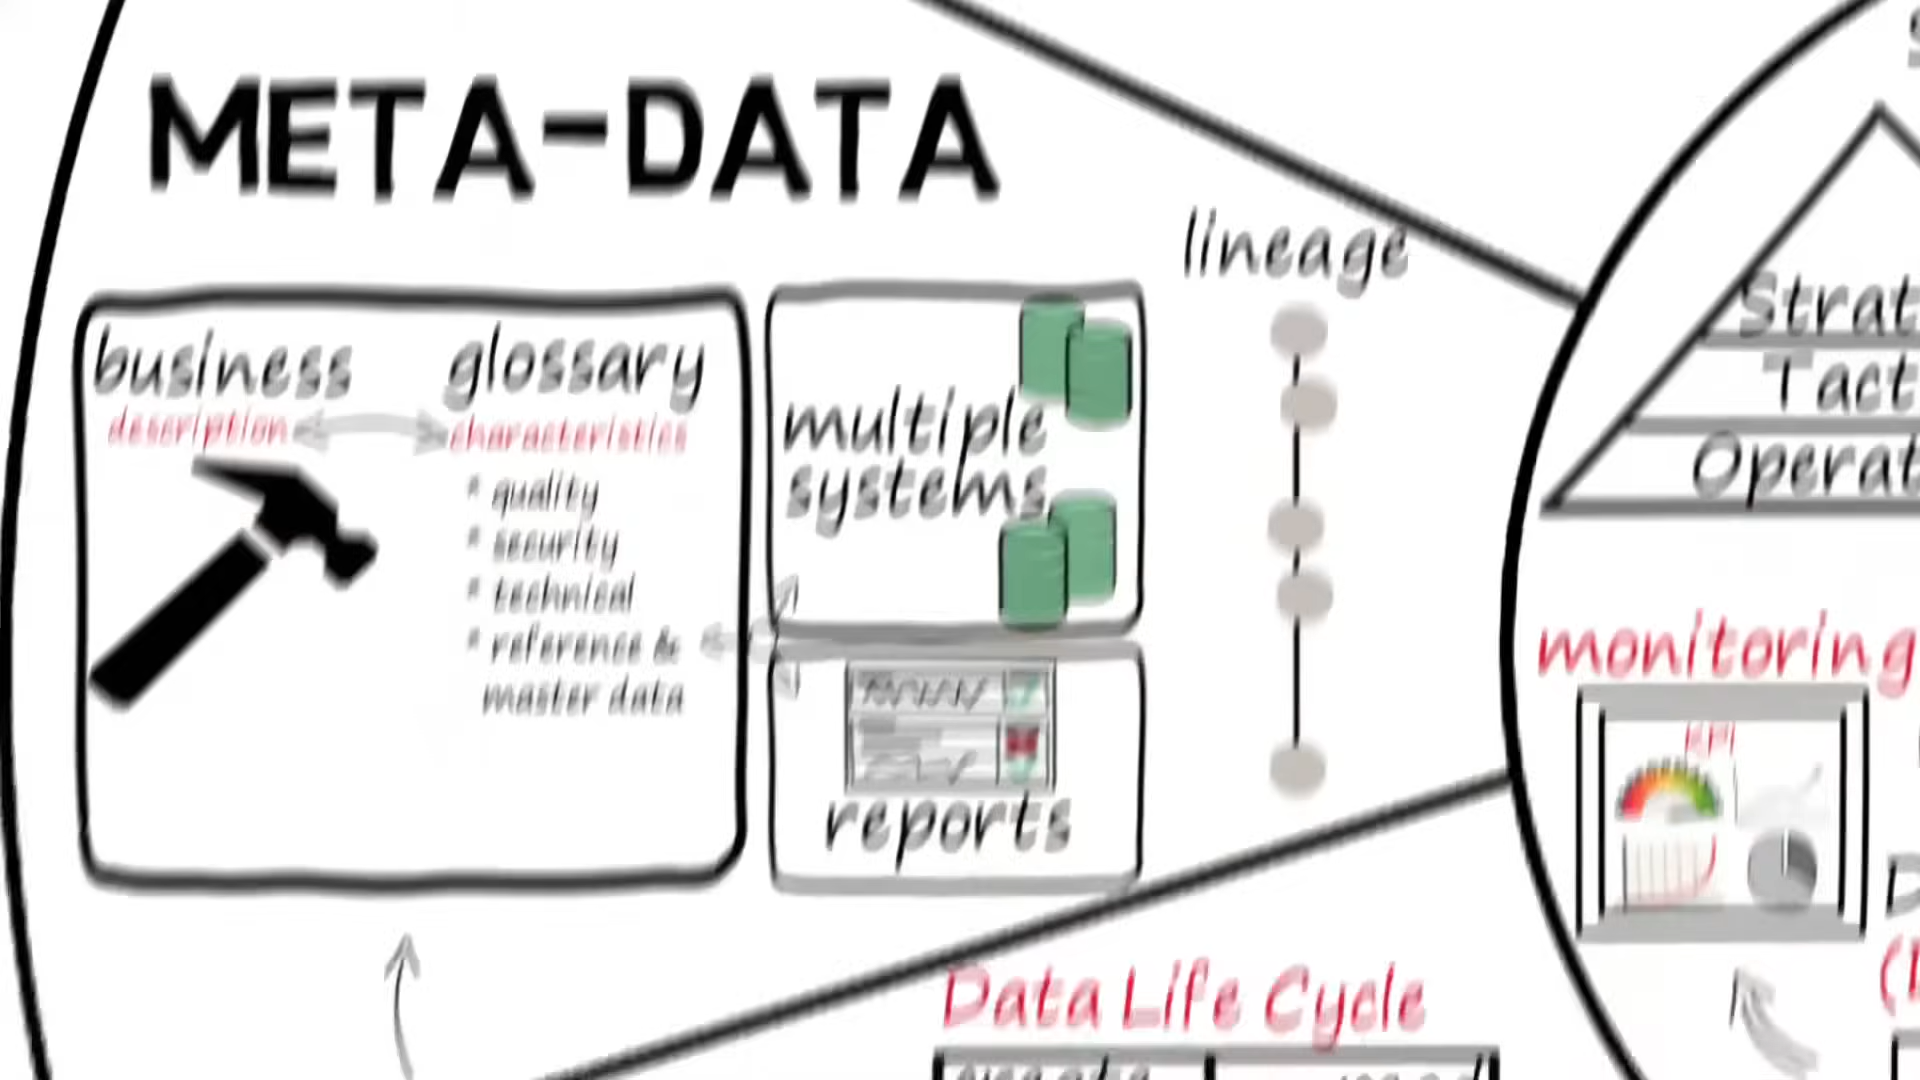 META-DATA
lineage
business glossary
description characteristics
* quality
* security
* technical
* reference &
master data
multiple
systems
reports
Strat
Tact
Operat
monitoring
KPI
Data Life Cycle